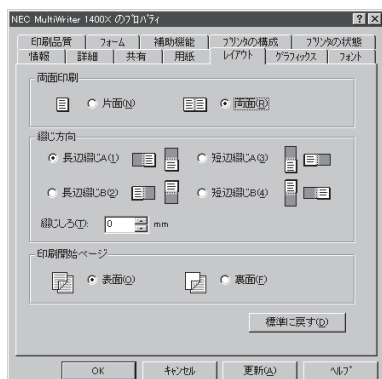 NEC MultiWriter 1400X のﾌﾟﾛﾊﾟﾃｨ
印刷品質 フォーム 補助機能 ﾌﾟﾘﾝﾀの構成 ﾌﾟﾘﾝﾀの状態
情報 詳細 共有 用紙 ﾚｲｱｳﾄ ｸﾞﾗﾌｨｯｸｽ ﾌｫﾝﾄ
両面印刷
片面(N) 両面(R)
綴じ方向
長辺綴じA(1) 短辺綴じA(3)
長辺綴じB(2) 短辺綴じB(4)
綴じしろ(T): 0 mm
印刷開始ページ
表面(O) 裏面(F)
標準に戻す(D)
OK ｷｬﾝｾﾙ 更新(A) ﾍﾙﾌﾟ